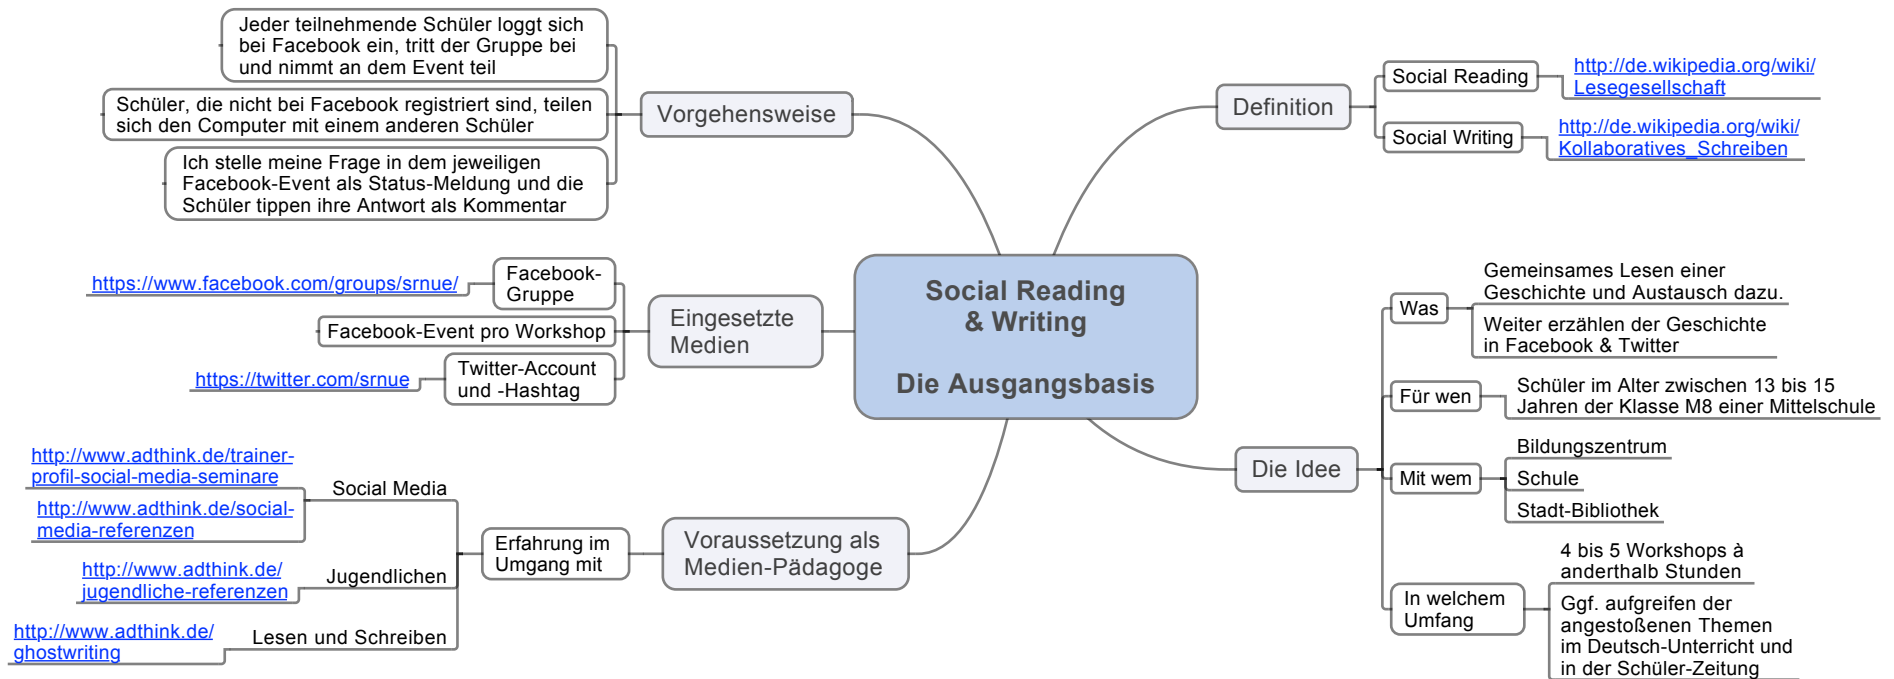 Social Reading
& Writing
Die Ausgangsbasis
Definition
Social Reading
http://de.wikipedia.org/wiki/
Lesegesellschaft
Social Writing
http://de.wikipedia.org/wiki/
Kollaboratives_Schreiben
Die Idee
Was
Gemeinsames Lesen einer
Geschichte und Austausch dazu.
Weiter erzählen der Geschichte
in Facebook & Twitter
Für wen
Schüler im Alter zwischen 13 bis 15
Jahren der Klasse M8 einer Mittelschule
Mit wem
Bildungszentrum
Schule
Stadt-Bibliothek
In welchem
Umfang
4 bis 5 Workshops à
anderthalb Stunden
Ggf. aufgreifen der
angestoßenen Themen
im Deutsch-Unterricht und
in der Schüler-Zeitung
Vorgehensweise
Jeder teilnehmende Schüler loggt sich
bei Facebook ein, tritt der Gruppe bei
und nimmt an dem Event teil
Schüler, die nicht bei Facebook registriert sind, teilen
sich den Computer mit einem anderen Schüler
Ich stelle meine Frage in dem jeweiligen
Facebook-Event als Status-Meldung und die
Schüler tippen ihre Antwort als Kommentar
Eingesetzte
Medien
Facebook-
Gruppe
https://www.facebook.com/groups/srnue/
Facebook-Event pro Workshop
Twitter-Account
und -Hashtag
https://twitter.com/srnue
Voraussetzung als
Medien-Pädagoge
Erfahrung im
Umgang mit
Social Media
http://www.adthink.de/trainer-
profil-social-media-seminare
http://www.adthink.de/social-
media-referenzen
Jugendlichen
http://www.adthink.de/
jugendliche-referenzen
Lesen und Schreiben
http://www.adthink.de/
ghostwriting